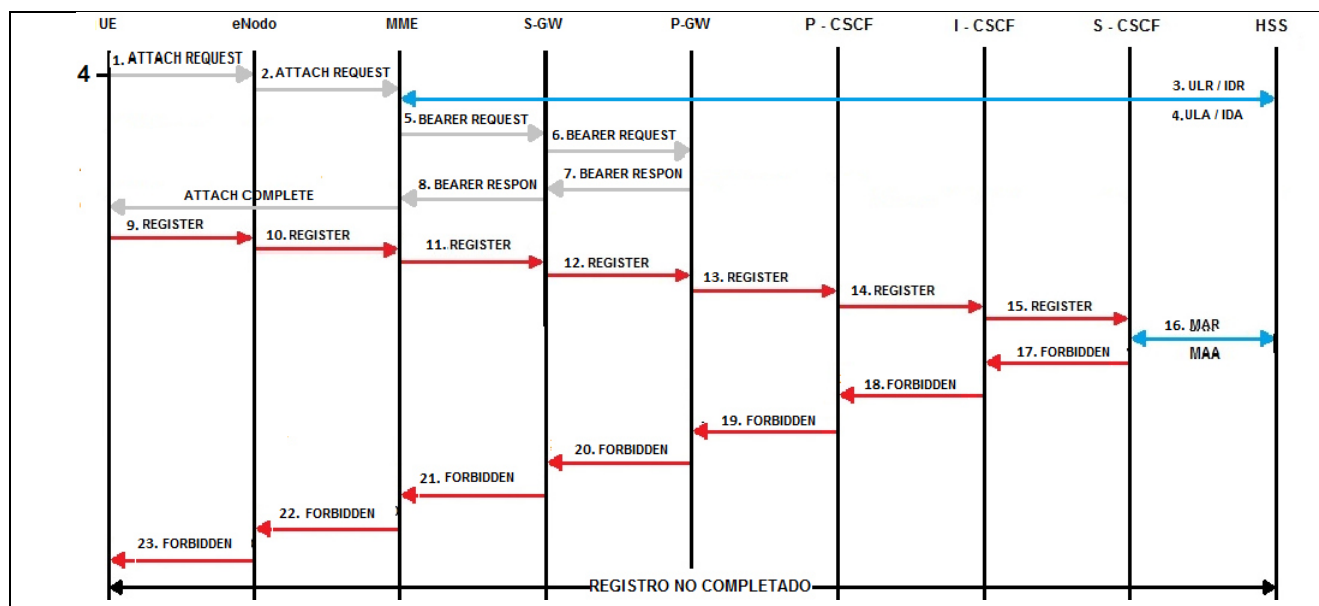 UE eNodo MME S-GW P-GW P - CSCF I - CSCF S - CSCF HSS
1. ATTACH REQUEST
4
2. ATTACH REQUEST
3. ULR / IDR
4.ULA / IDA
5. BEARER REQUEST
6. BEARER REQUEST
7. BEARER RESPON
8. BEARER RESPON
ATTACH COMPLETE
9. REGISTER
10. REGISTER
11. REGISTER
12. REGISTER
13. REGISTER
14. REGISTER
15. REGISTER
16. MAR
MAA
17. FORBIDDEN
18. FORBIDDEN
19. FORBIDDEN
20. FORBIDDEN
21. FORBIDDEN
22. FORBIDDEN
23. FORBIDDEN
REGISTRO NO COMPLETADO